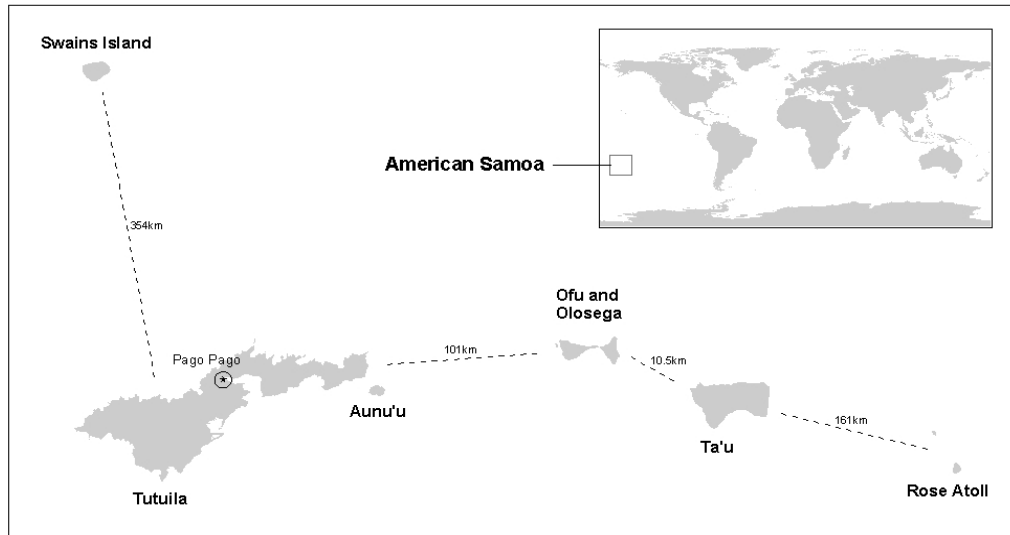 Swains Island
American Samoa
354km
Ofu and
Olosega
Pago Pago
101km
10.5km
Aunu'u
161km
Ta'u
Tutuila
Rose Atoll